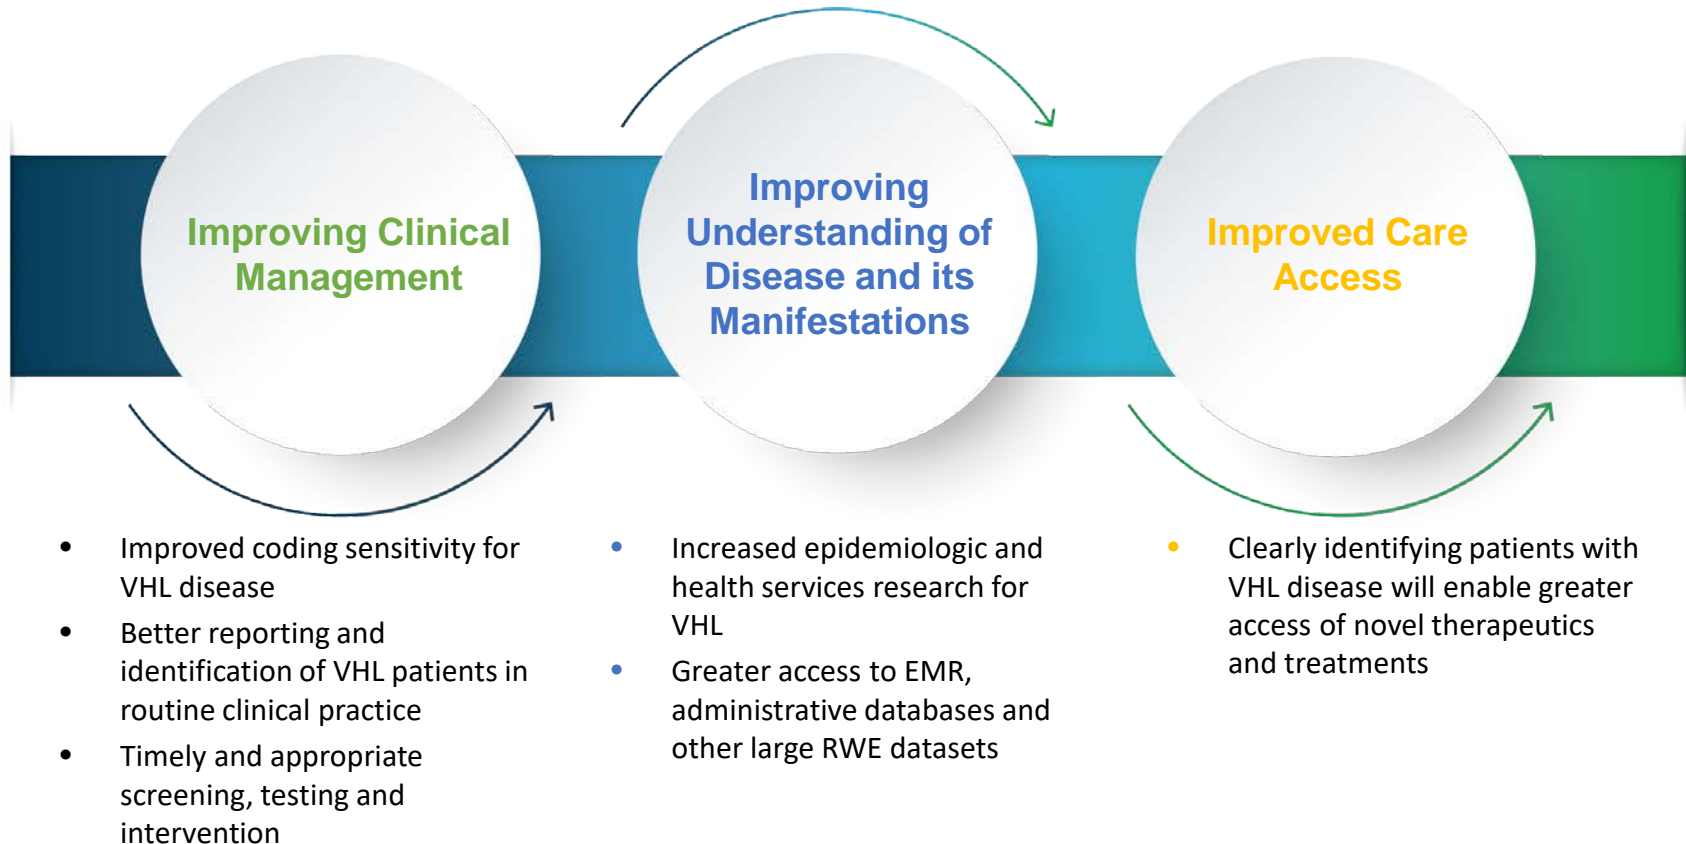 Improving Clinical
Management
Improving
Understanding of
Disease and its
Manifestations
Improved Care
Access
• Improved coding sensitivity for
VHL disease
• Better reporting and
identification of VHL patients in
routine clinical practice
• Timely and appropriate
screening, testing and
intervention
• Increased epidemiologic and
health services research for
VHL
• Greater access to EMR,
administrative databases and
other large RWE datasets
• Clearly identifying patients with
VHL disease will enable greater
access of novel therapeutics
and treatments